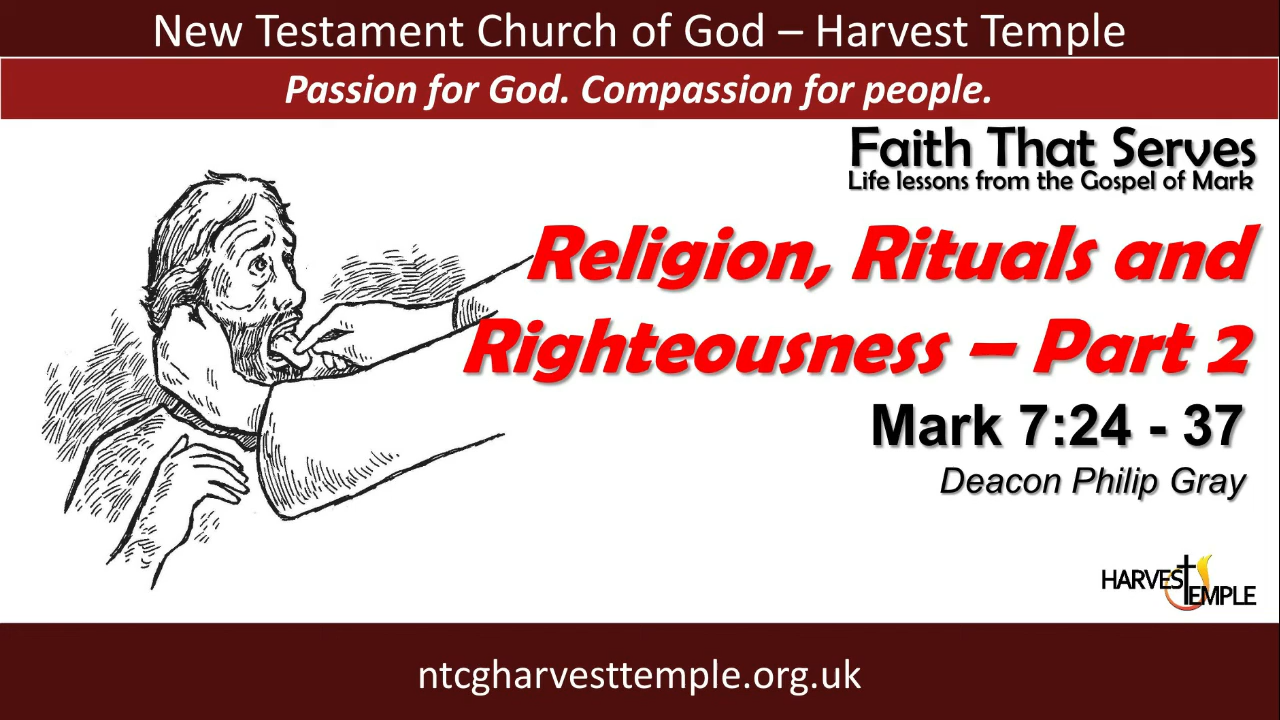 New Testament Church of God – Harvest Temple
Passion for God. Compassion for people.
Faith That Serves
Life lessons from the Gospel of Mark
Religion, Rituals and
Righteousness – Part 2
Mark 7:24 - 37
Deacon Philip Gray
HARVEST TEMPLE
ntcgharvesttemple.org.uk